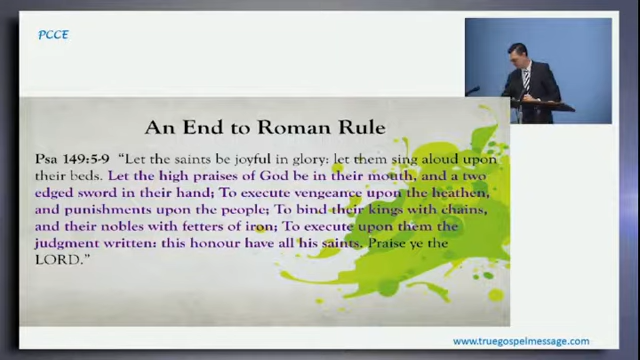 PCCE
An End to Roman Rule
Psa 149:5-9 “Let the saints be joyful in glory: let them sing aloud upon
their beds. Let the high praises of God be in their mouth, and a two
edged sword in their hand; To execute vengeance upon the heathen,
and punishments upon the people; To bind their kings with chains,
and their nobles with fetters of iron; To execute upon them the
judgment written: this honour have all his saints. Praise ye the
LORD.”
www.truegospelmessage.com